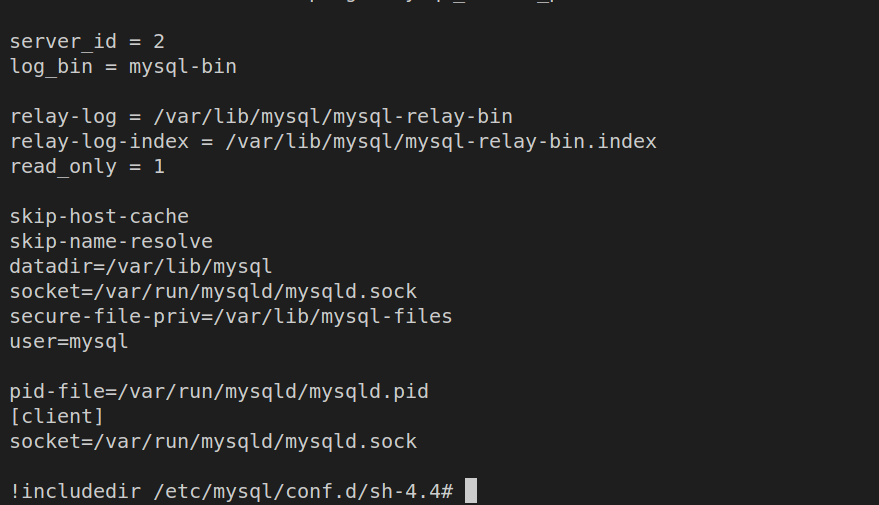 server_id = 2
log_bin = mysql-bin
relay-log = /var/lib/mysql/mysql-relay-bin
relay-log-index = /var/lib/mysql/mysql-relay-bin.index
read_only = 1
skip-host-cache
skip-name-resolve
datadir=/var/lib/mysql
socket=/var/run/mysqld/mysqld.sock
secure-file-priv=/var/lib/mysql-files
user=mysql
pid-file=/var/run/mysqld/mysqld.pid
[client]
socket=/var/run/mysqld/mysqld.sock
!includedir /etc/mysql/conf.d/sh-4.4#